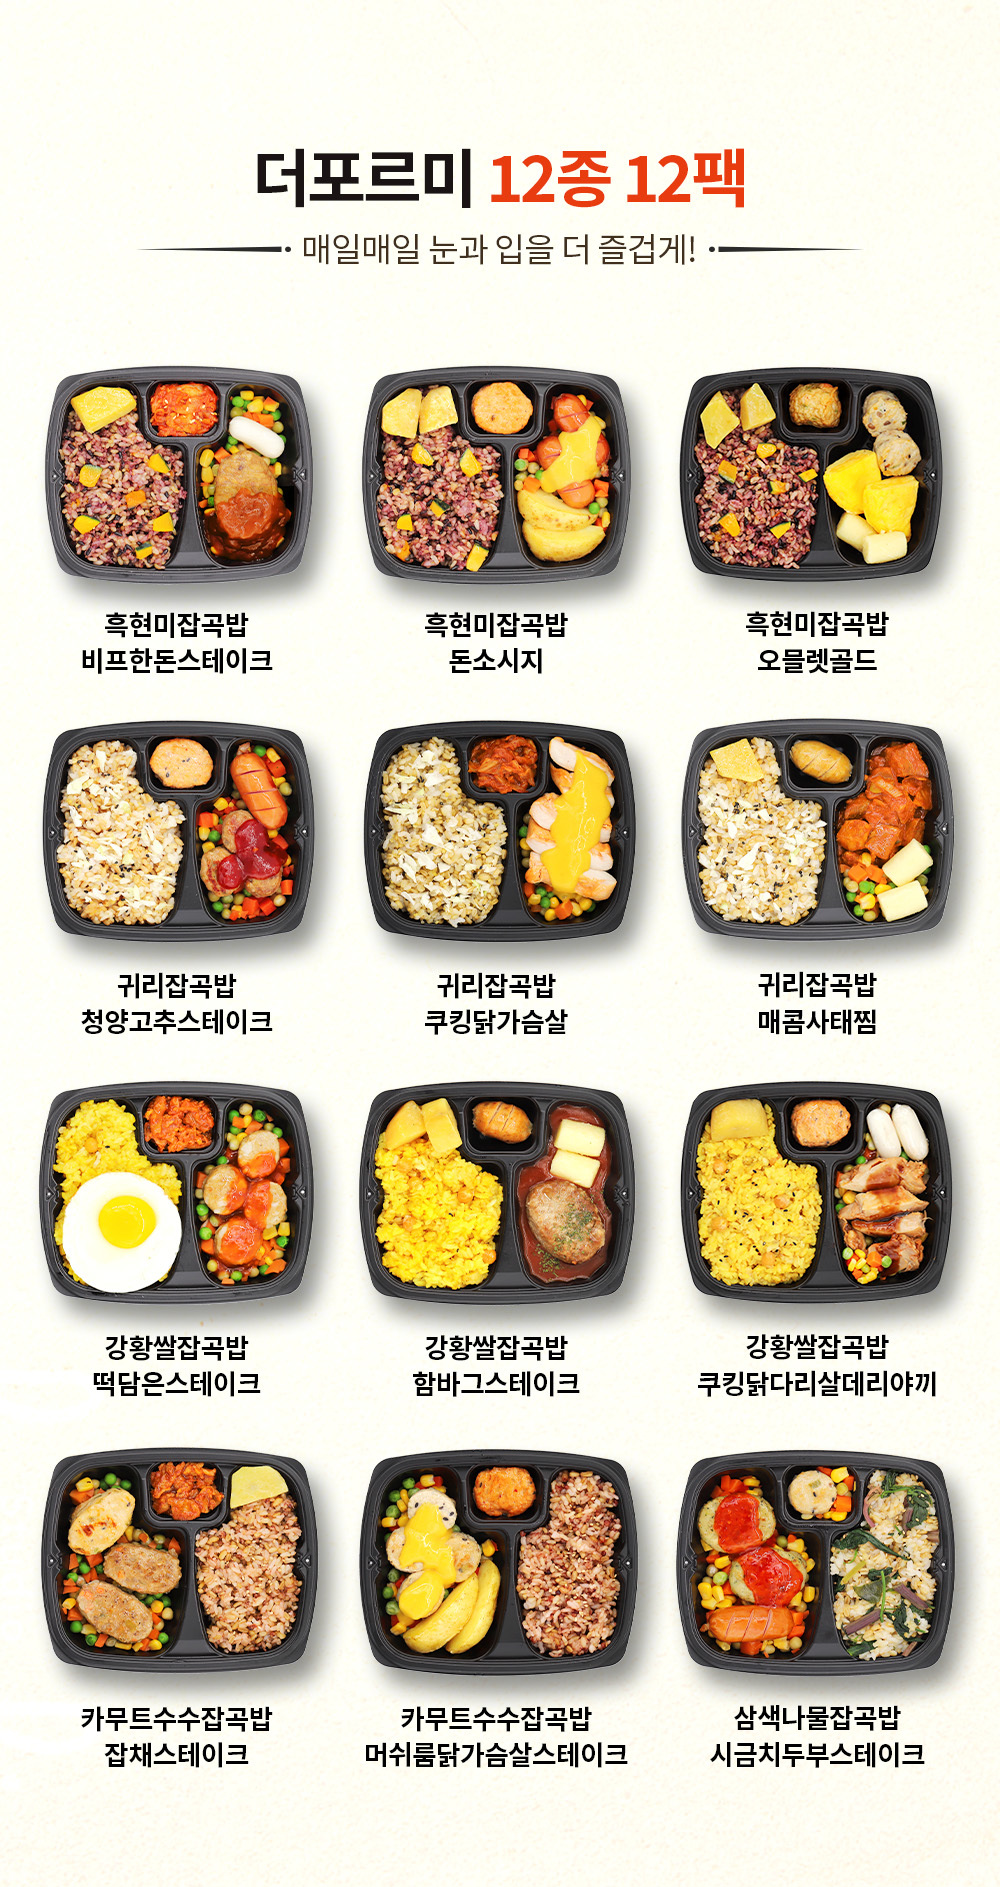 더포르미 12종 12팩
매일매일 눈과 입을 더 즐겁게!
흑현미잡곡밥
비프한돈스테이크
흑현미잡곡밥
돈소시지
흑현미잡곡밥
오믈렛골드
귀리잡곡밥
청양고추스테이크
귀리잡곡밥
쿠킹닭가슴살
귀리잡곡밥
매콤사태찜
강황쌀잡곡밥
떡담은스테이크
강황쌀잡곡밥
함바그스테이크
강황쌀잡곡밥
쿠킹닭다리살데리야끼
카무트수수잡곡밥
잡채스테이크
카무트수수잡곡밥
머쉬룸닭가슴살스테이크
삼색나물잡곡밥
시금치두부스테이크